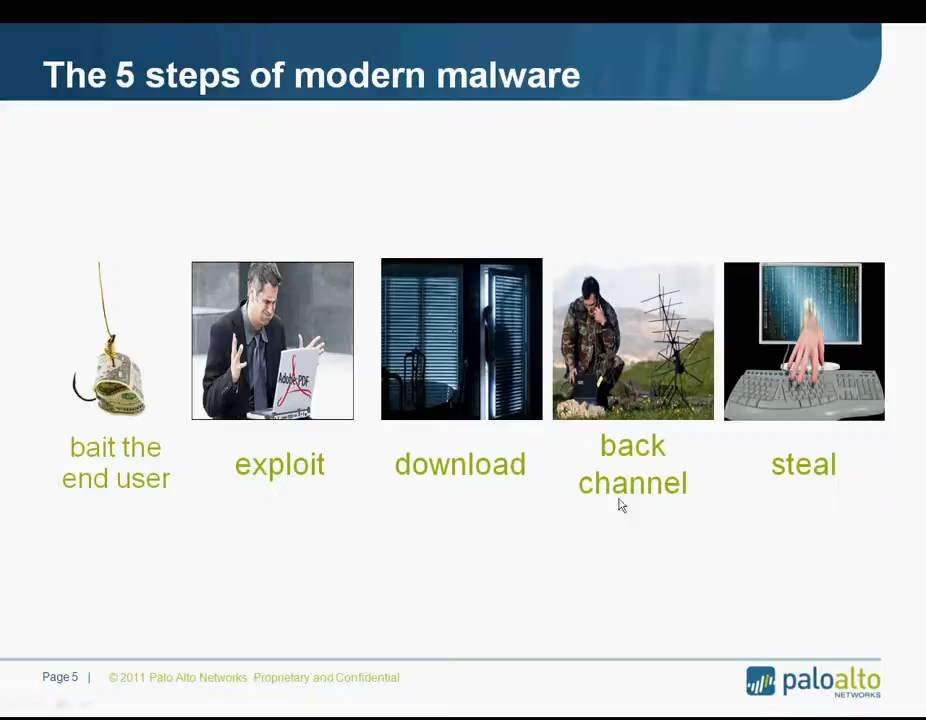 The 5 steps of modern malware
Adobe PDF
bait the
end user
exploit
download
back
channel
steal
Page 5 |
© 2011 Palo Alto Networks Proprietary and Confidential
paloalto
NETWORKS